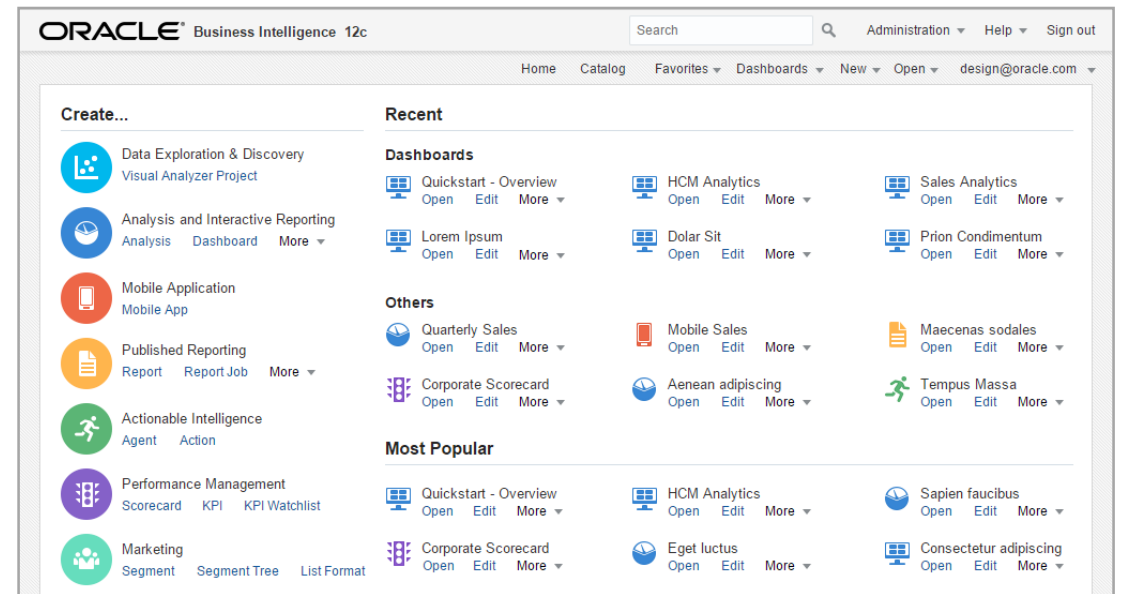 ORACLE Business Intelligence 12c Search Administration Help Sign out
Home Catalog Favorites Dashboards New Open design@oracle.com
Create...
Data Exploration & Discovery
Visual Analyzer Project
Analysis and Interactive Reporting
Analysis Dashboard More
Mobile Application
Mobile App
Published Reporting
Report Report Job More
Actionable Intelligence
Agent Action
Performance Management
Scorecard KPI KPI Watchlist
Marketing
Segment Segment Tree List Format
Recent
Dashboards
Quickstart - Overview HCM Analytics Sales Analytics
Open Edit More Open Edit More Open Edit More
Lorem Ipsum Dolar Sit Prion Condimentum
Open Edit More Open Edit More Open Edit More
Others
Quarterly Sales Mobile Sales Maecenas sodales
Open Edit More Open Edit More Open Edit More
Corporate Scorecard Aenean adipiscing Tempus Massa
Open Edit More Open Edit More Open Edit More
Most Popular
Quickstart - Overview HCM Analytics Sapien faucibus
Open Edit More Open Edit More Open Edit More
Corporate Scorecard Eget luctus Consectetur adipiscing
Open Edit More Open Edit More Open Edit More